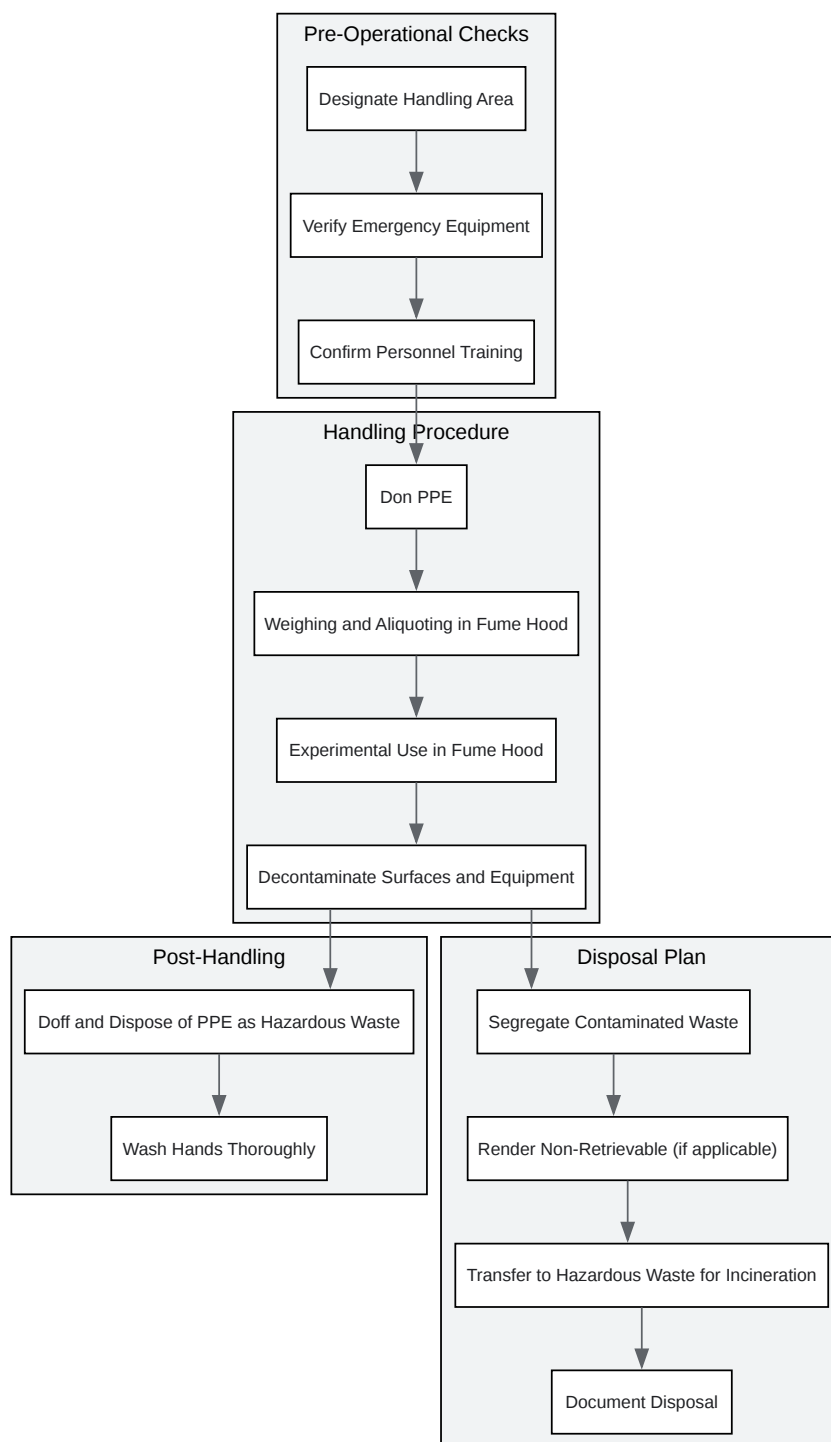 Pre-Operational Checks
Designate Handling Area
Verify Emergency Equipment
Confirm Personnel Training
Handling Procedure
Don PPE
Weighing and Aliquoting in Fume Hood
Experimental Use in Fume Hood
Decontaminate Surfaces and Equipment
Post-Handling
Doff and Dispose of PPE as Hazardous Waste
Wash Hands Thoroughly
Disposal Plan
Segregate Contaminated Waste
Render Non-Retrievable (if applicable)
Transfer to Hazardous Waste for Incineration
Document Disposal